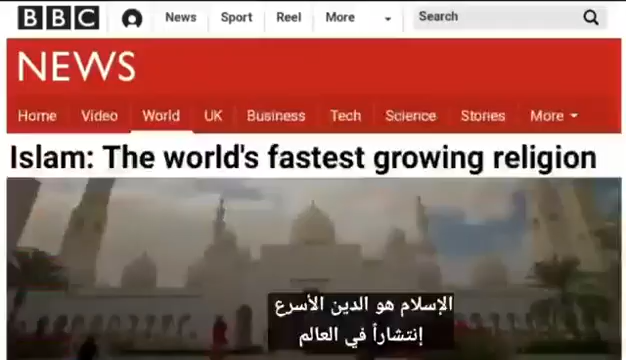 BBC News Sport Reel More Search
NEWS
Home Video World UK Business Tech Science Stories More
Islam: The world's fastest growing religion
الإسلام هو الدين الأسرع
إنتشاراً في العالم